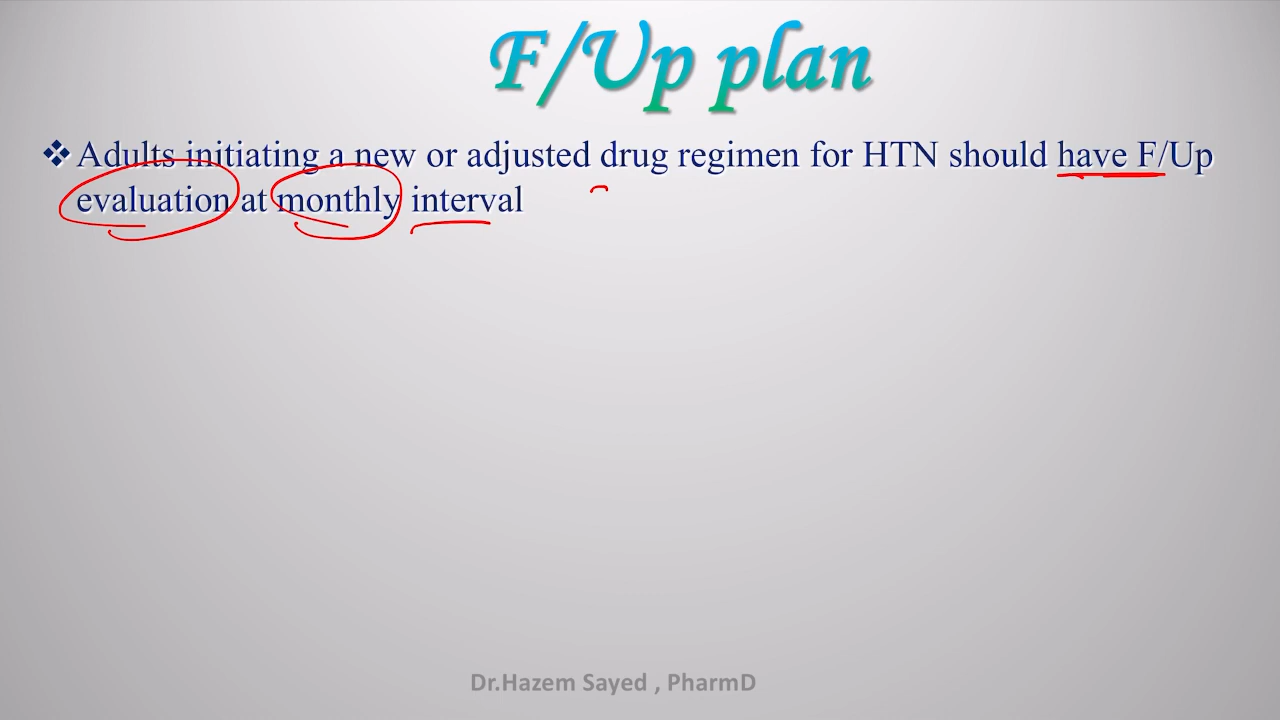 F/Up plan
❖ Adults initiating a new or adjusted drug regimen for HTN should have F/Up
evaluation at monthly interval
Dr.Hazem Sayed , PharmD